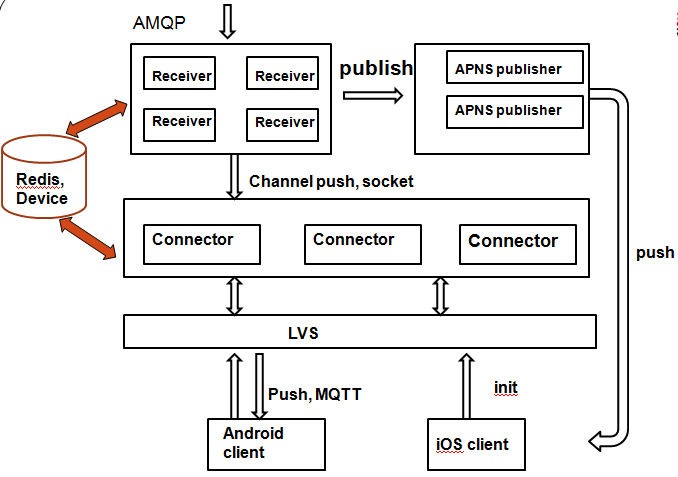 AMQP
Receiver
Receiver
publish
APNS publisher
APNS publisher
Receiver
Receiver
Redis,
Device
Channel push, socket
Connector
Connector
Connector
push
LVS
Push, MQTT
init
Android
client
iOS client